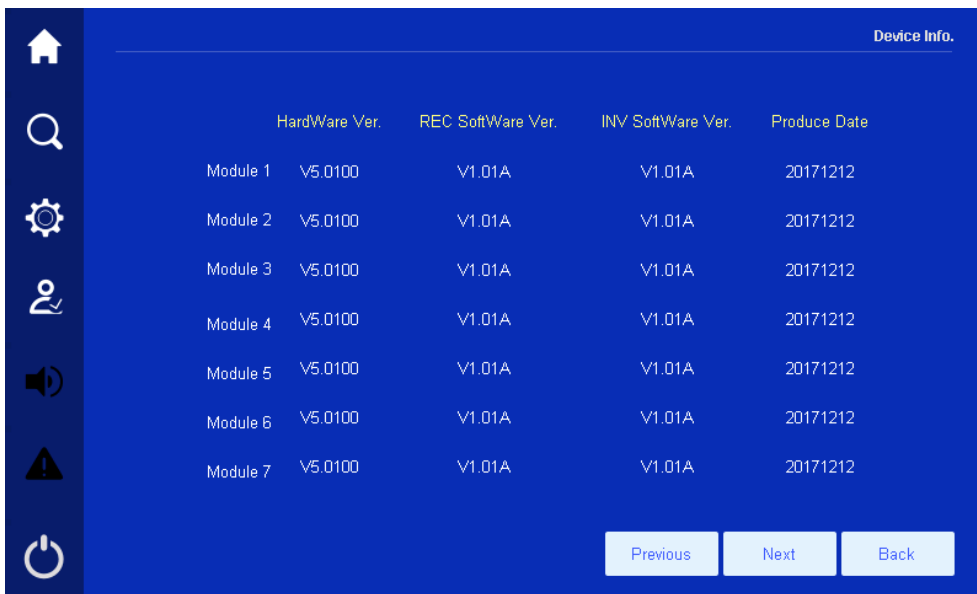 Device Info.
HardWare Ver. REC SoftWare Ver. INV SoftWare Ver. Produce Date
Module 1 V5.0100 V1.01A V1.01A 20171212
Module 2 V5.0100 V1.01A V1.01A 20171212
Module 3 V5.0100 V1.01A V1.01A 20171212
Module 4 V5.0100 V1.01A V1.01A 20171212
Module 5 V5.0100 V1.01A V1.01A 20171212
Module 6 V5.0100 V1.01A V1.01A 20171212
Module 7 V5.0100 V1.01A V1.01A 20171212
Previous Next Back